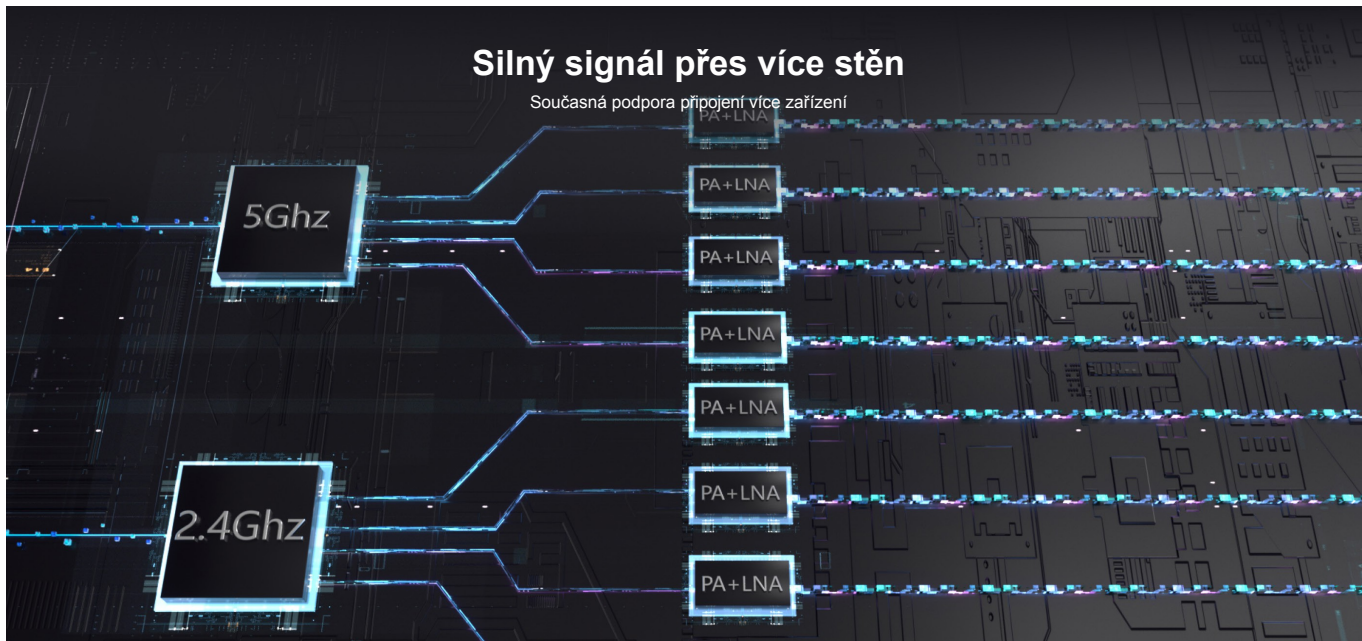 Silný signál přes více stěn
Současná podpora připojení více zařízení
PA+LNA
PA+LNA
5Ghz
PA+LNA
PA+LNA
PA+LNA
PA+LNA
2.4Ghz
PA+LNA